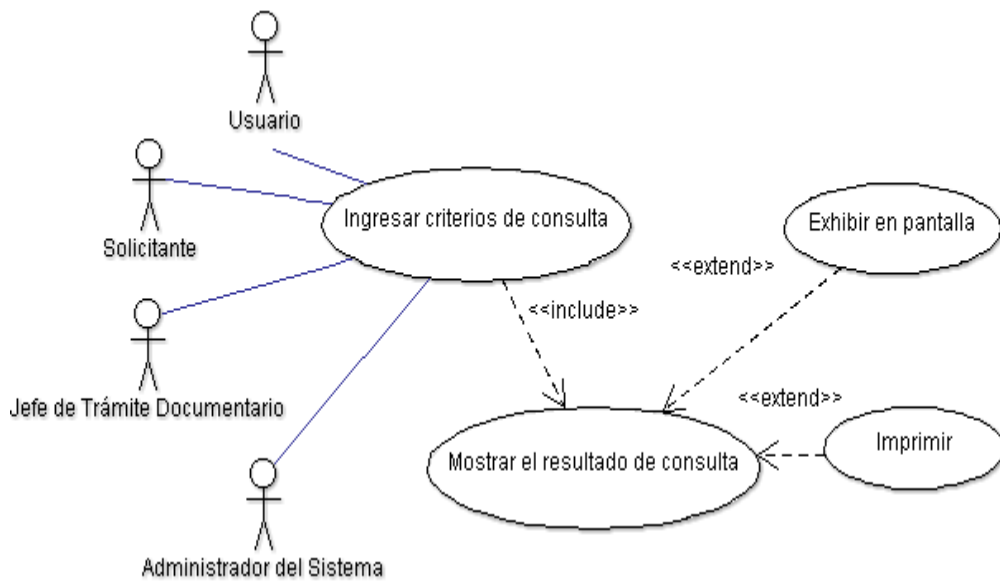 Usuario
Solicitante
Ingresar criterios de consulta
Exhibir en pantalla
<<extend>>
<<include>>
Jefe de Trámite Documentario
<<extend>>
Imprimir
Mostrar el resultado de consulta
Administrador del Sistema